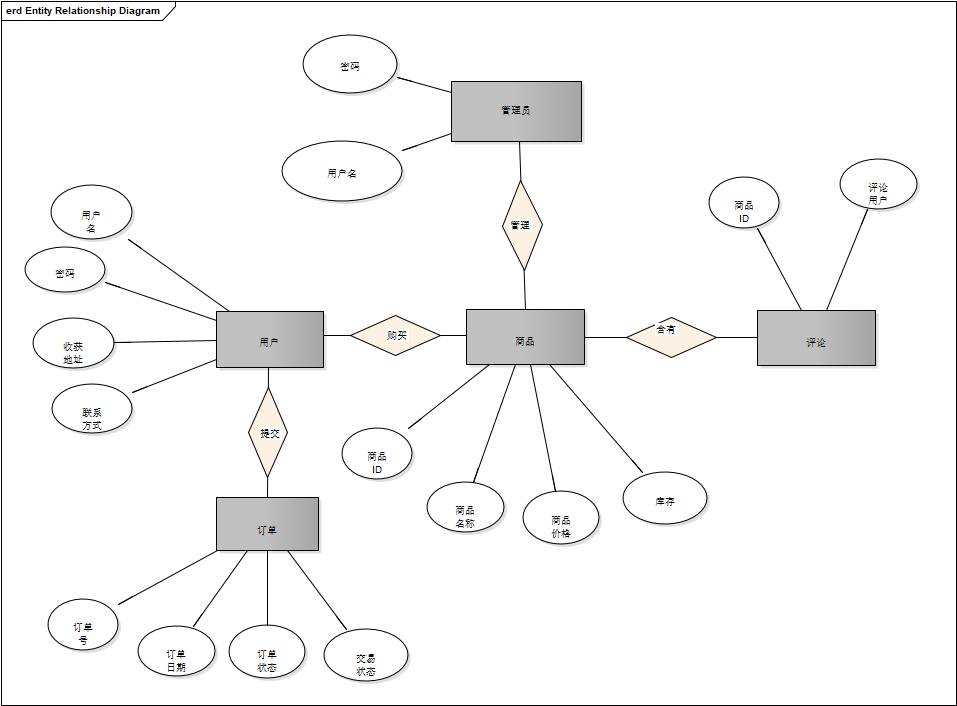 erd Entity Relationship Diagram
密码
管理员
用户名
评论
用户
商品
ID
用户
名
管理
密码
收获
地址
用户
购买
商品
含有
评论
联系
方式
提交
商品
ID
商品
名称
商品
价格
库存
订单
订单
号
订单
日期
订单
状态
交易
状态